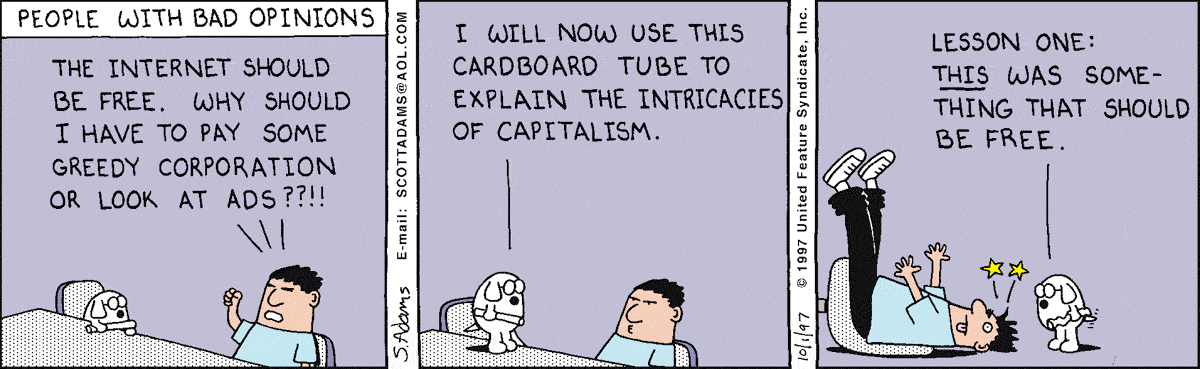 PEOPLE WITH BAD OPINIONS
THE INTERNET SHOULD
BE FREE. WHY SHOULD
I HAVE TO PAY SOME
GREEDY CORPORATION
OR LOOK AT ADS??!!
S.Adams E-mail: SCOTTADAMS@AOL.COM
I WILL NOW USE THIS
CARDBOARD TUBE TO
EXPLAIN THE INTRICACIES
OF CAPITALISM.
10/1/97 © 1997 United Feature Syndicate, Inc.
LESSON ONE:
THIS WAS SOME-
THING THAT SHOULD
BE FREE.